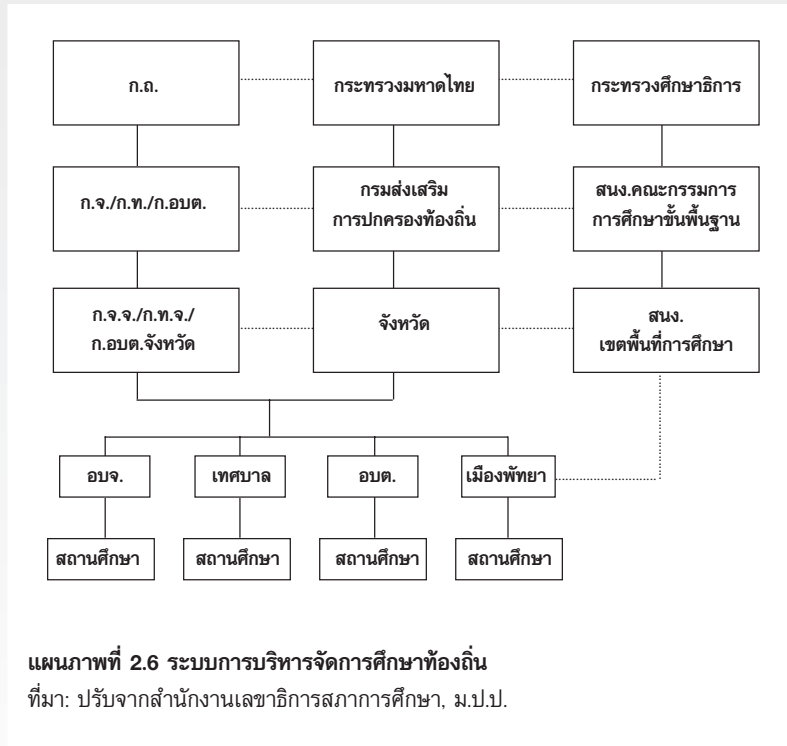 ก.ถ.
กระทรวงมหาดไทย
กระทรวงศึกษาธิการ
ก.จ./ก.ท./ก.อบต.
กรมส่งเสริม
การปกครองท้องถิ่น
สนง.คณะกรรมการ
การศึกษาขั้นพื้นฐาน
ก.จ.จ./ก.ท.จ./
ก.อบต.จังหวัด
จังหวัด
สนง.
เขตพื้นที่การศึกษา
อบจ.
เทศบาล
อบต.
เมืองพัทยา
สถานศึกษา
สถานศึกษา
สถานศึกษา
สถานศึกษา
แผนภาพที่ 2.6 ระบบการบริหารจัดการศึกษาท้องถิ่น
ที่มา: ปรับจากสำนักงานเลขาธิการสภาการศึกษา, ม.ป.ป.